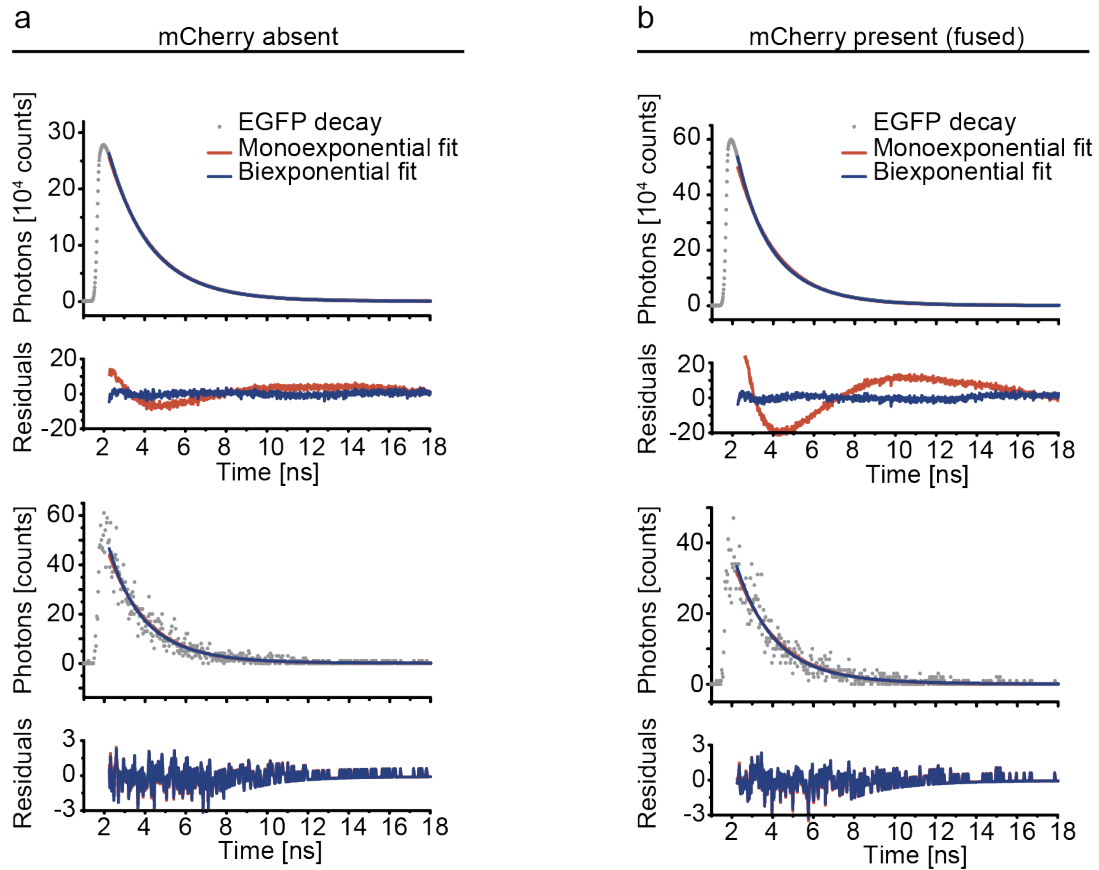 a
mCherry absent
EGFP decay
Monoexponential fit
Biexponential fit
Photons [10⁴ counts]
30
20
10
0
Residuals
20
0
-20
2 4 6 8 10 12 14 16 18
Time [ns]
Photons [counts]
60
40
20
0
Residuals
3
0
-3
2 4 6 8 10 12 14 16 18
Time [ns]
b
mCherry present (fused)
EGFP decay
Monoexponential fit
Biexponential fit
Photons [10⁴ counts]
60
40
20
0
Residuals
20
0
-20
2 4 6 8 10 12 14 16 18
Time [ns]
Photons [counts]
40
20
0
Residuals
3
0
-3
2 4 6 8 10 12 14 16 18
Time [ns]